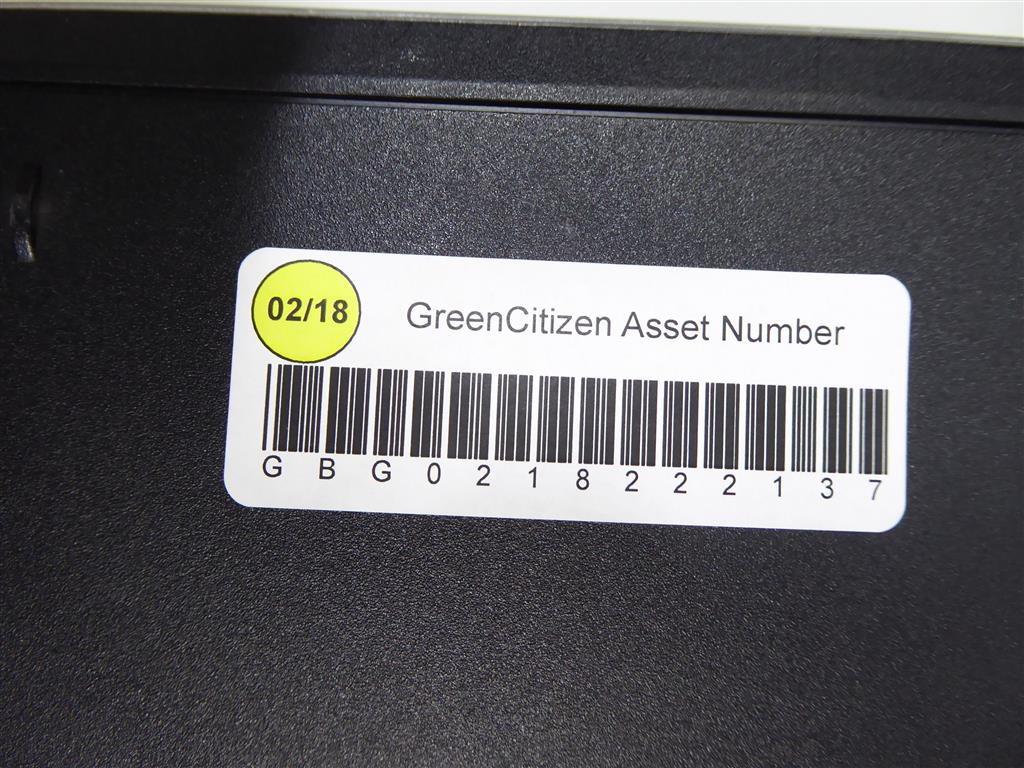 02/18
GreenCitizen Asset Number
G B G 0 2 1 8 2 2 2 1 3 7